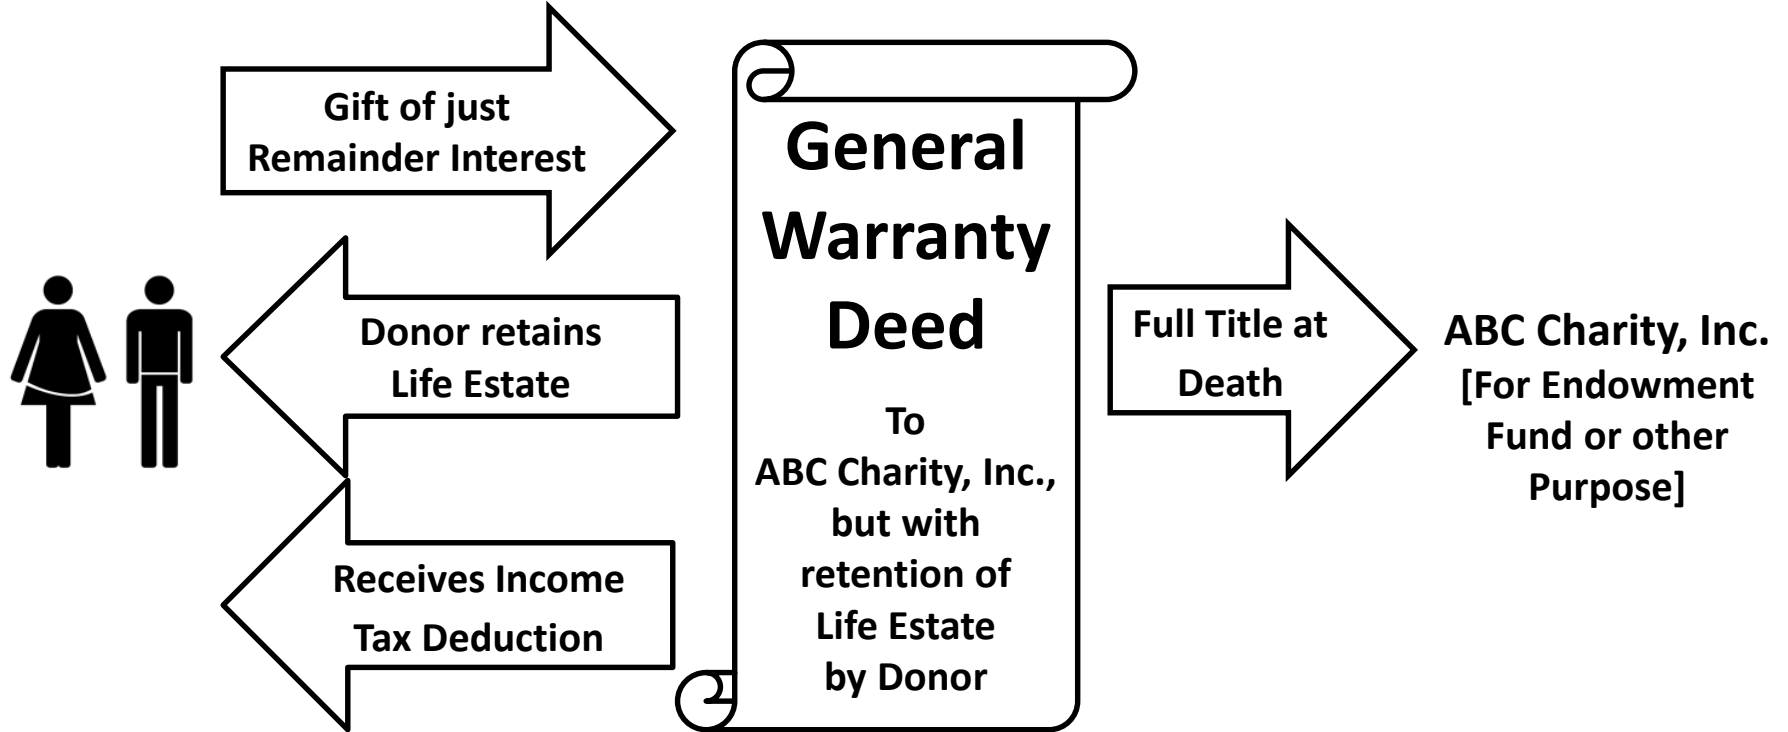 Gift of just
Remainder Interest
Donor retains
Life Estate
Receives Income
Tax Deduction
General
Warranty
Deed
To
ABC Charity, Inc.,
but with
retention of
Life Estate
by Donor
Full Title at
Death
ABC Charity, Inc.
[For Endowment
Fund or other
Purpose]